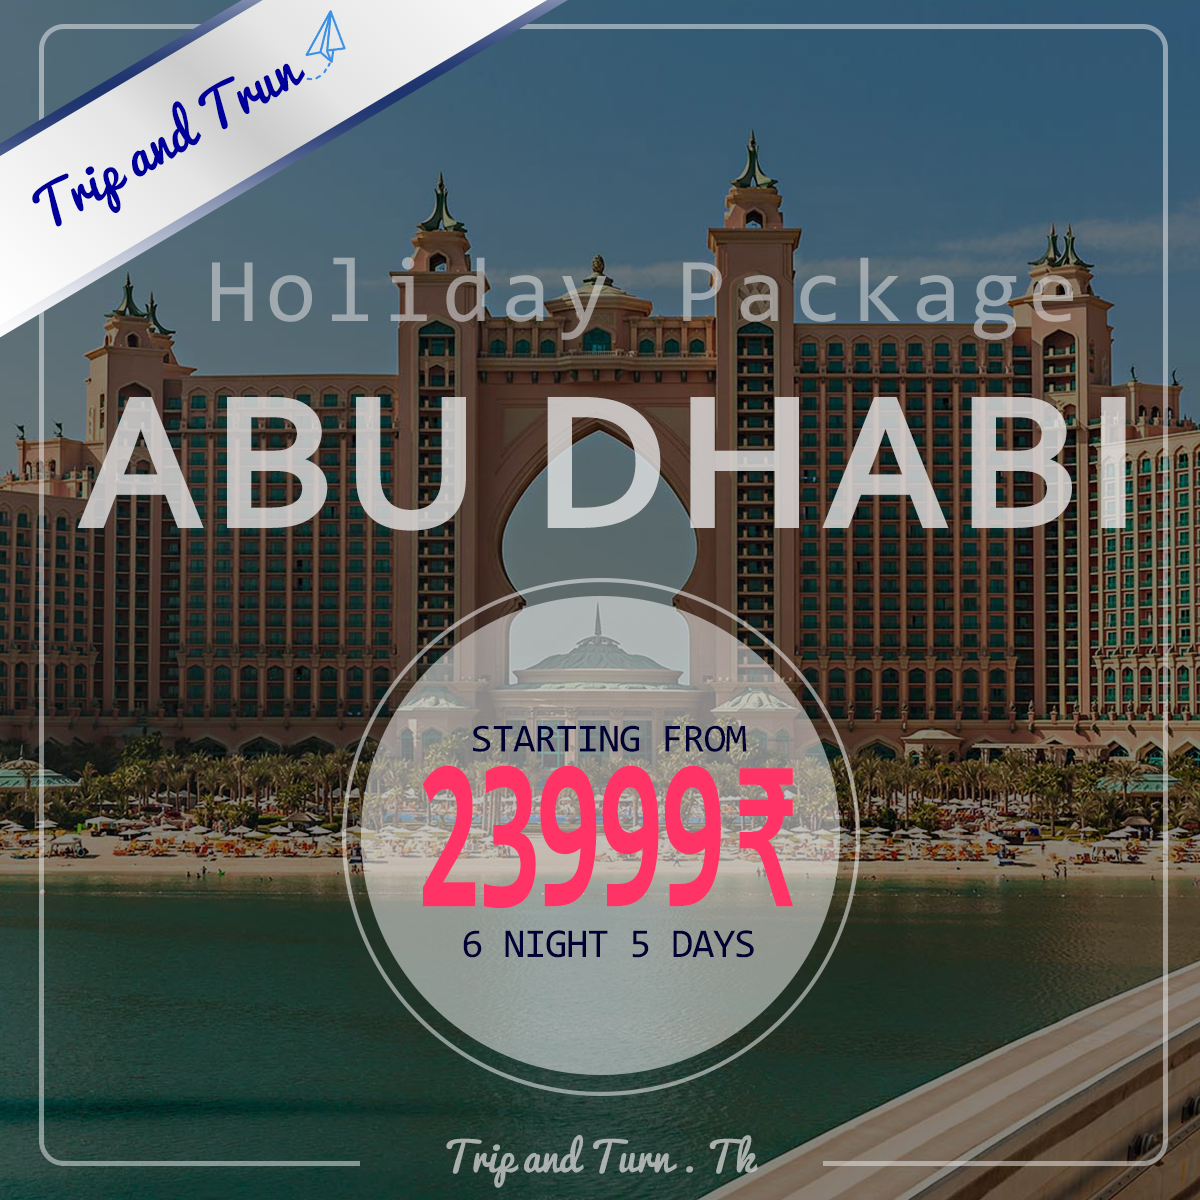 Trip and Trun
Holiday Package
ABU DHABI
STARTING FROM
23999₹
6 NIGHT 5 DAYS
Trip and Turn . Tk